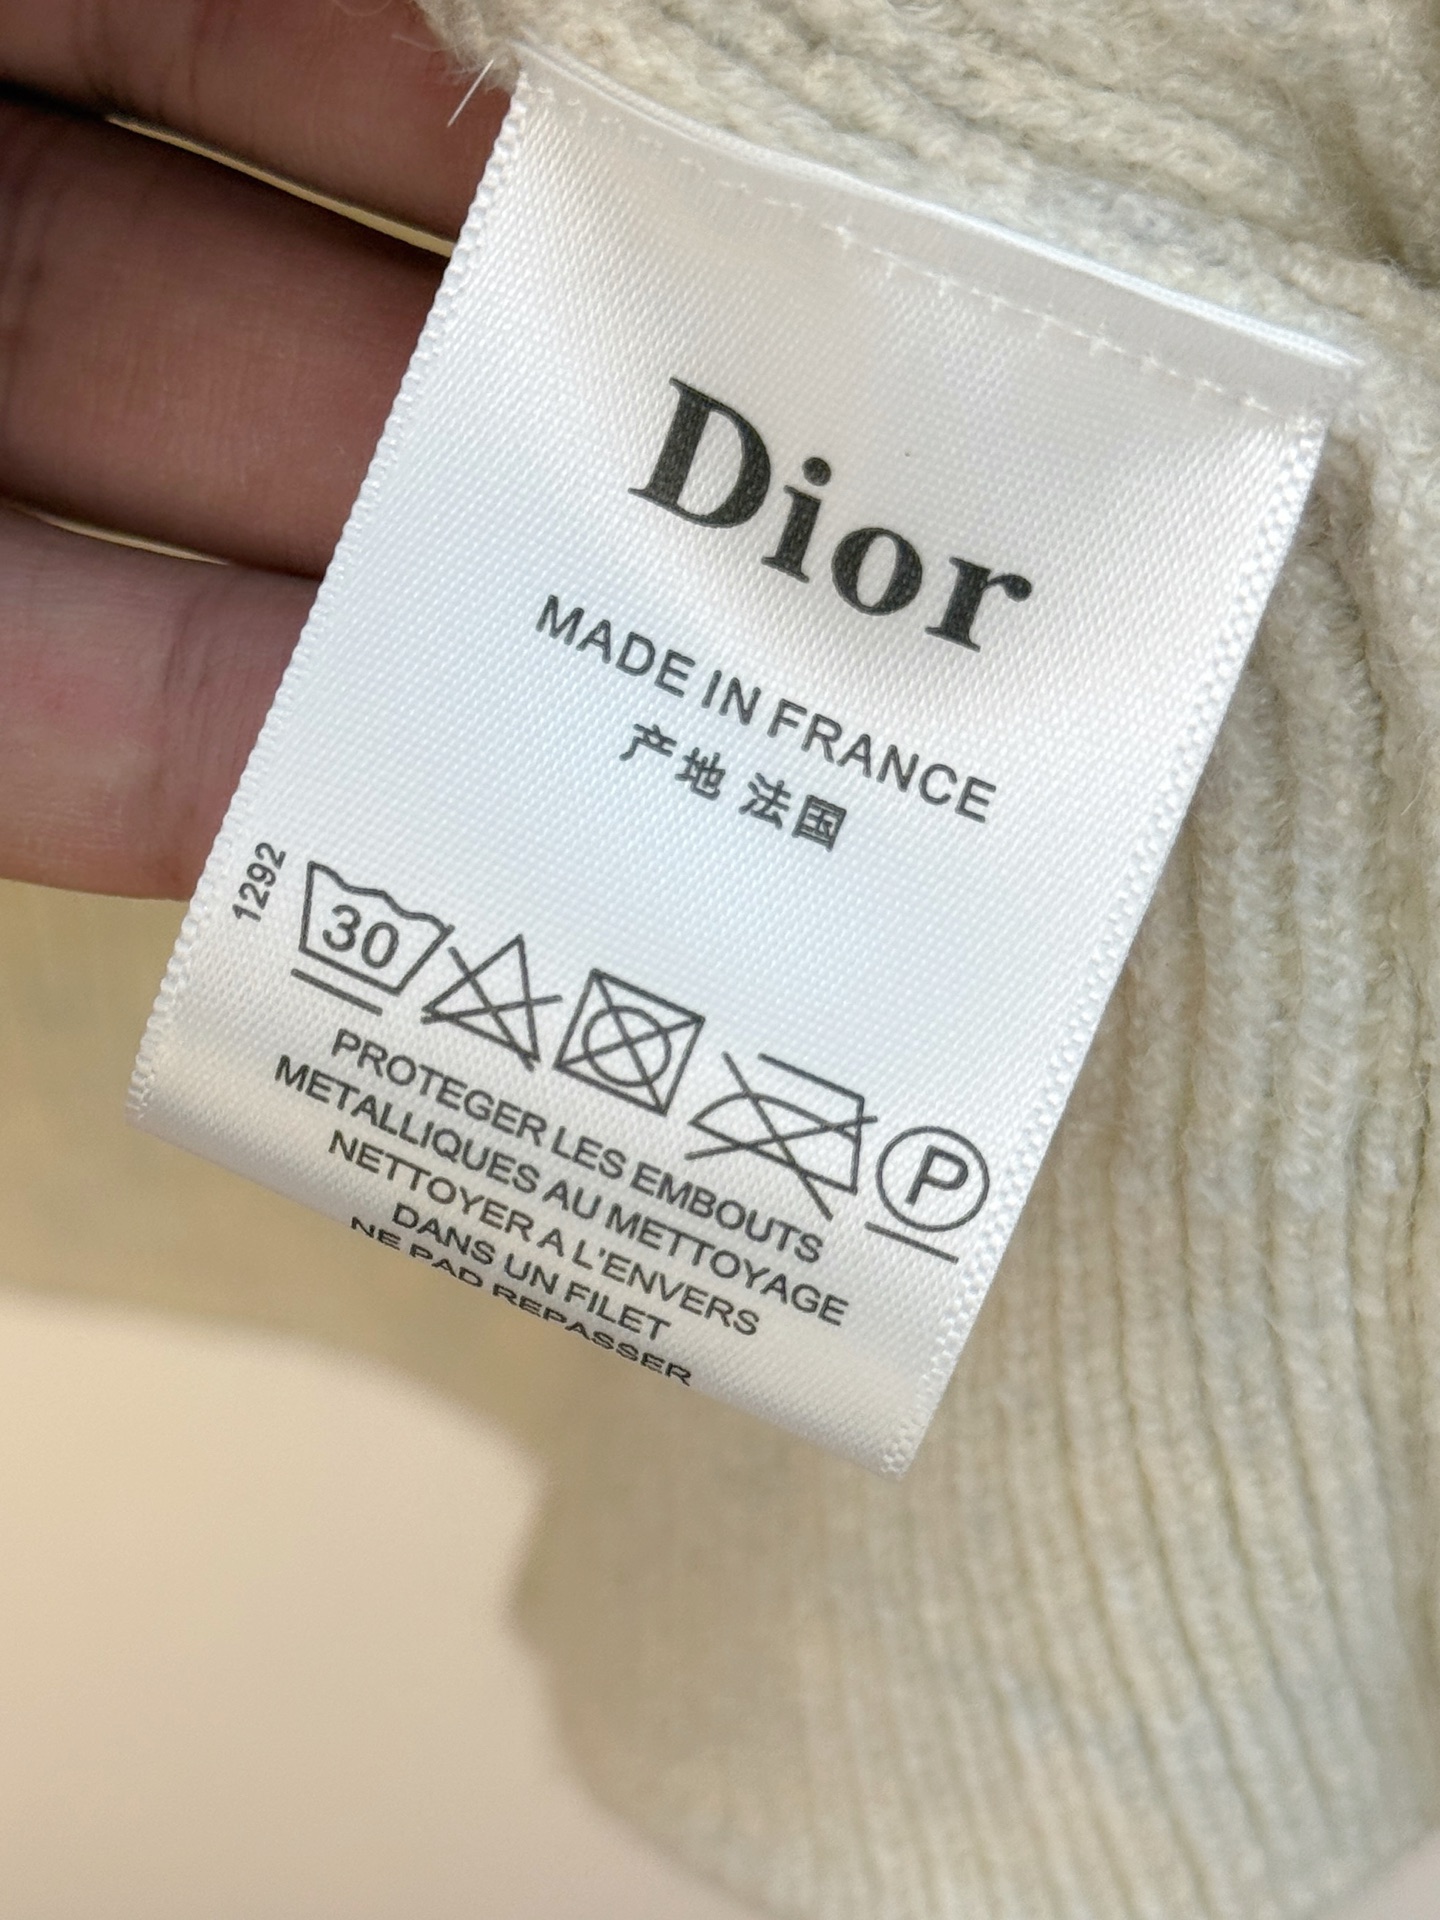 Dior
MADE IN FRANCE
产地 法国
1292
30
P
PROTEGER LES EMBOUTS
METALLIQUES AU METTOYAGE
NETTOYER A L'ENVERS
DANS UN FILET
NE PAD REPASSER